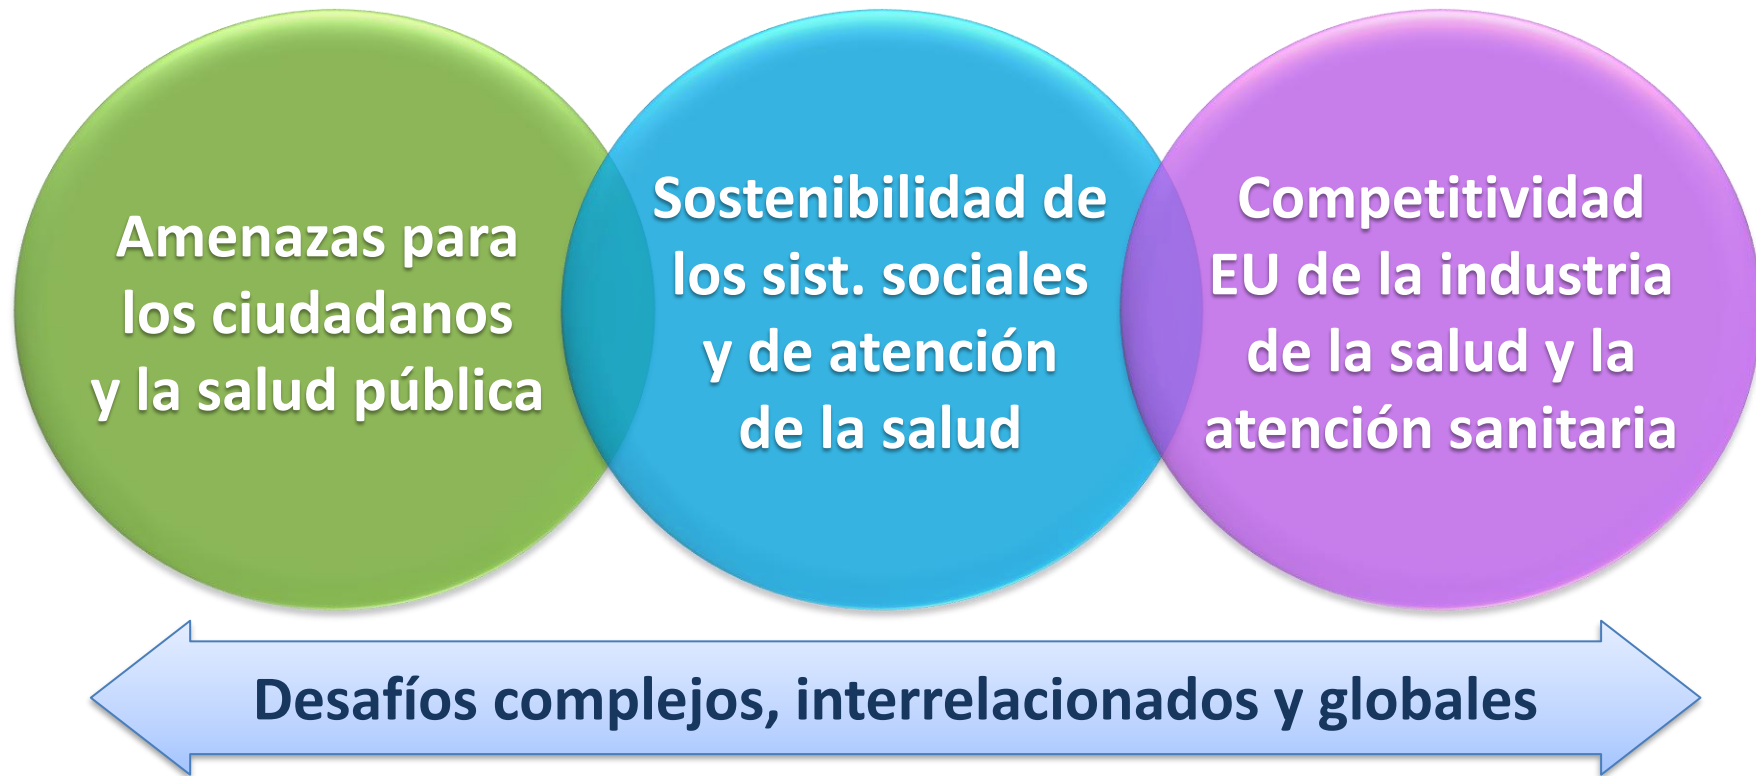 Amenazas para
los ciudadanos
y la salud pública
Sostenibilidad de
los sist. sociales
y de atención
de la salud
Competitividad
EU de la industria
de la salud y la
atención sanitaria
Desafíos complejos, interrelacionados y globales